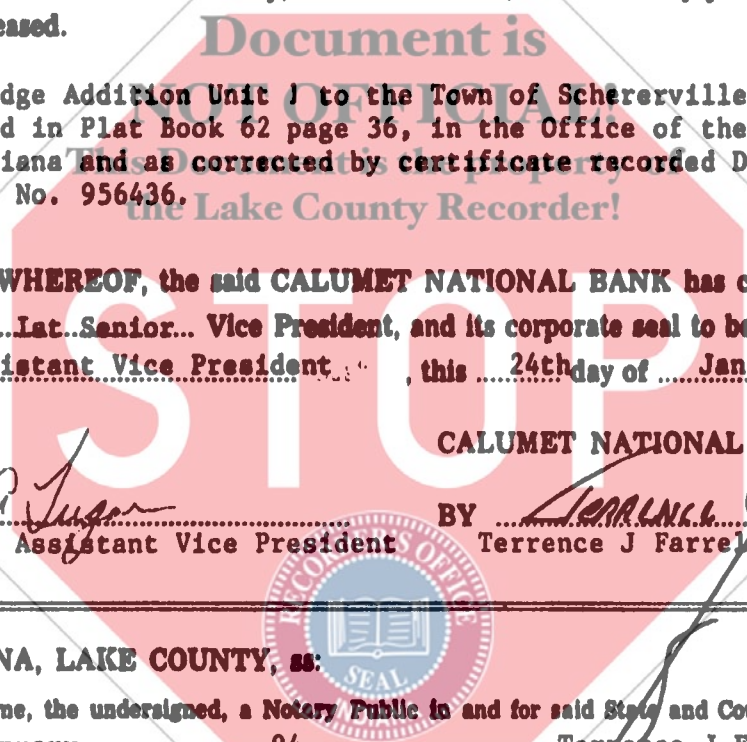 eased.
Document is
NOT OFFICIAL!
dge Addition Unit J to the Town of Schererville
d in Plat Book 62 page 36, in the Office of the
iana and as corrected by certificate recorded D
This Document is the property of
No. 956436.
the Lake County Recorder!
STOP
WHEREOF, the said CALUMET NATIONAL BANK has c
1st Senior Vice President, and its corporate seal to be
istant Vice President, this 24th day of Jan
CALUMET NATIONAL
BY
Assistant Vice President Terrence J Farrel
RECORDER'S OFFICE
SEAL
INDIANA
NA, LAKE COUNTY, ss:
me, the undersigned, a Notary Public in and for said State and Cou
94 Terrence J F